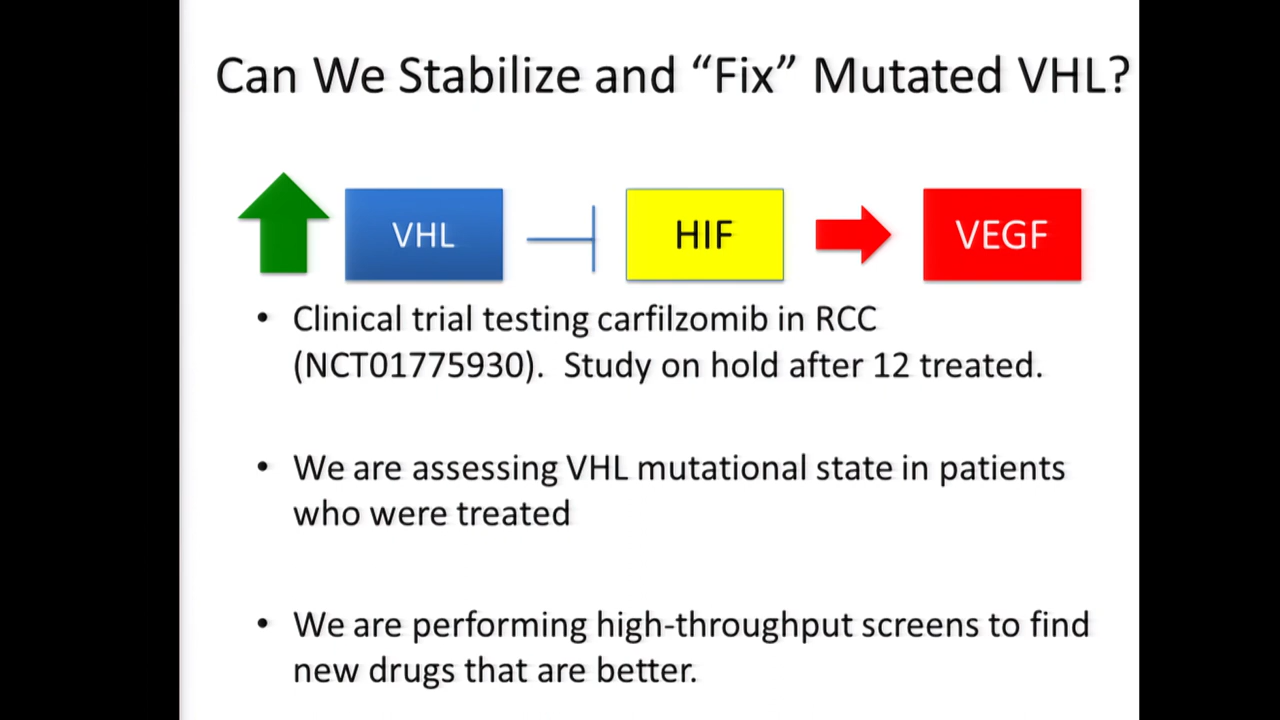 Can We Stabilize and “Fix” Mutated VHL?
VHL
HIF
VEGF
• Clinical trial testing carfilzomib in RCC
(NCT01775930). Study on hold after 12 treated.
• We are assessing VHL mutational state in patients
who were treated
• We are performing high-throughput screens to find
new drugs that are better.